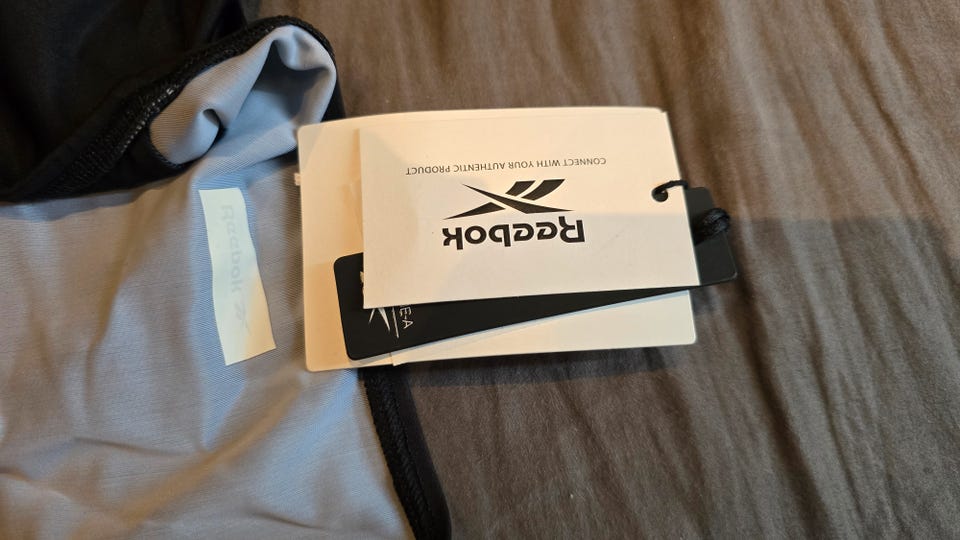 Reebok
CONNECT WITH YOUR AUTHENTIC PRODUCT
Reebok
E-A